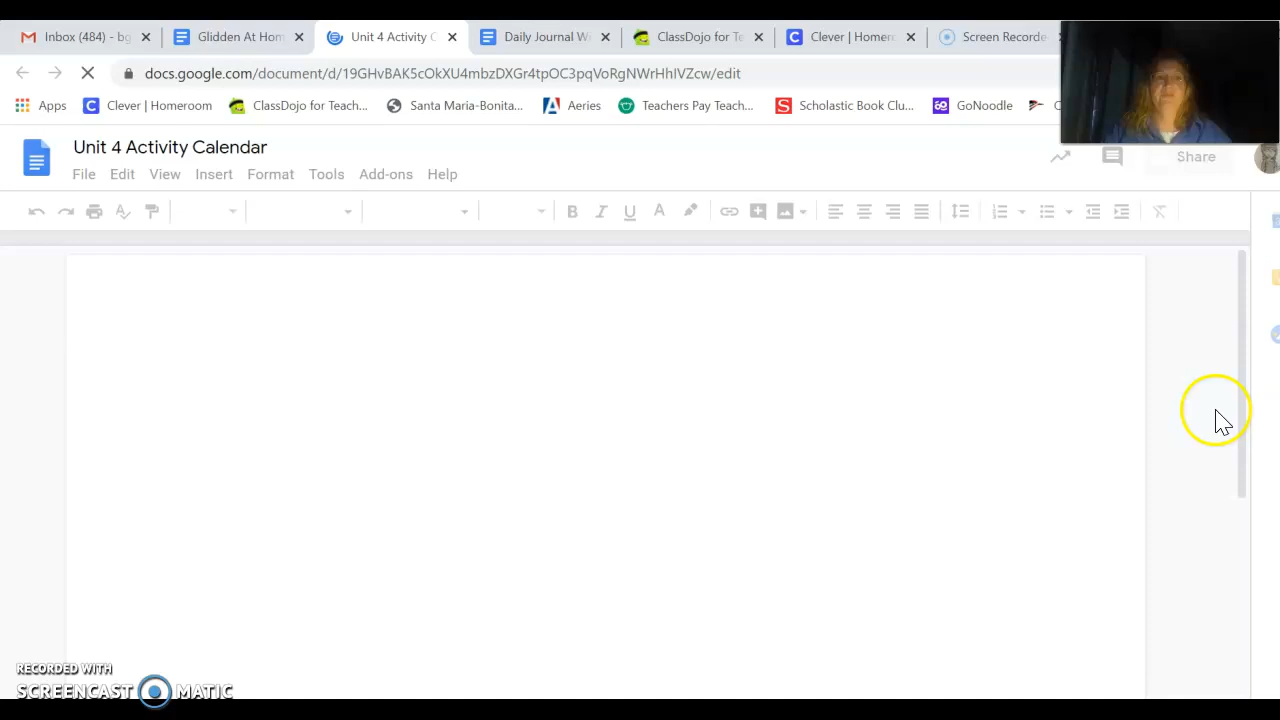 Inbox (484) - bg
Glidden At Hom
Unit 4 Activity C
Daily Journal W
ClassDojo for Te
Clever | Homer
Screen Recorde
docs.google.com/document/d/19GHvBAK5cOkXU4mbzDXGr4tpOC3pqVoRgNWrHhIVZcw/edit
Apps
Clever | Homeroom
ClassDojo for Teach...
Santa Maria-Bonita...
Aeries
Teachers Pay Teach...
Scholastic Book Clu...
GoNoodle
Unit 4 Activity Calendar
Share
File Edit View Insert Format Tools Add-ons Help
RECORDED WITH
SCREENCAST MATIC